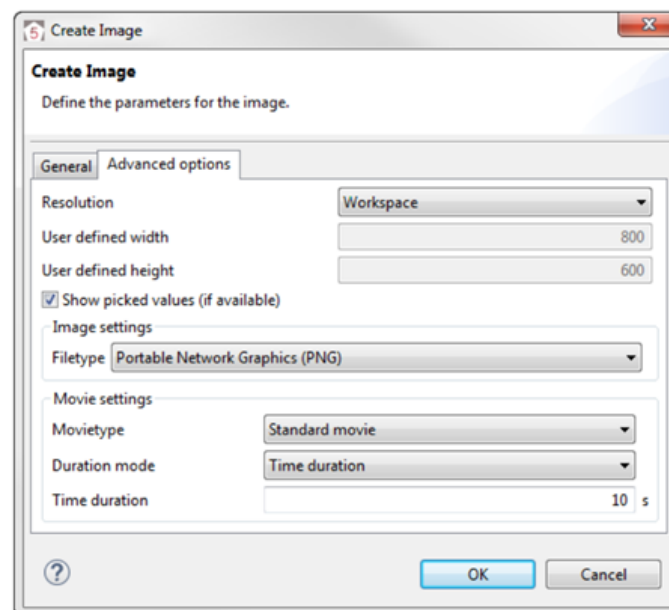 5 Create Image
Create Image
Define the parameters for the image.
General Advanced options
Resolution Workspace
User defined width 800
User defined height 600
Show picked values (if available)
Image settings
Filetype Portable Network Graphics (PNG)
Movie settings
Movietype Standard movie
Duration mode Time duration
Time duration 10 s
? OK Cancel